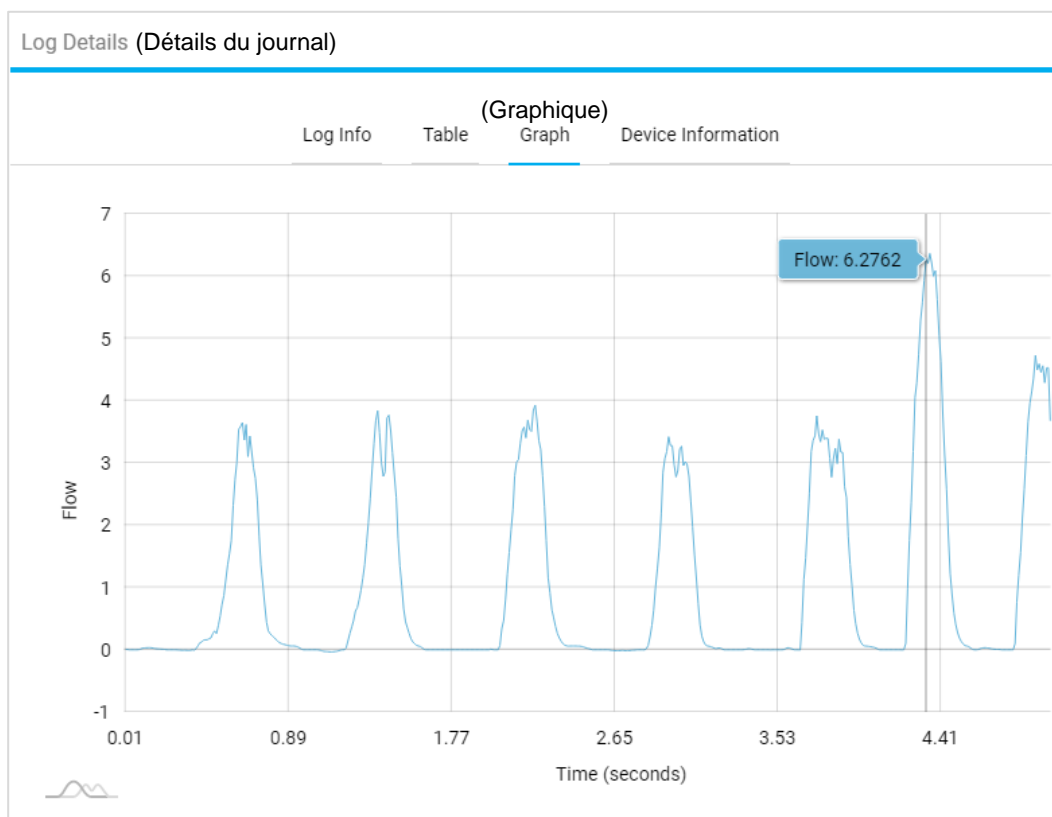 Log Details (Détails du journal)
(Graphique)
Log Info Table Graph Device Information
7
Flow: 6.2762
6
5
4
3
Flow
2
1
0
-1
0.01 0.89 1.77 2.65 3.53 4.41
Time (seconds)